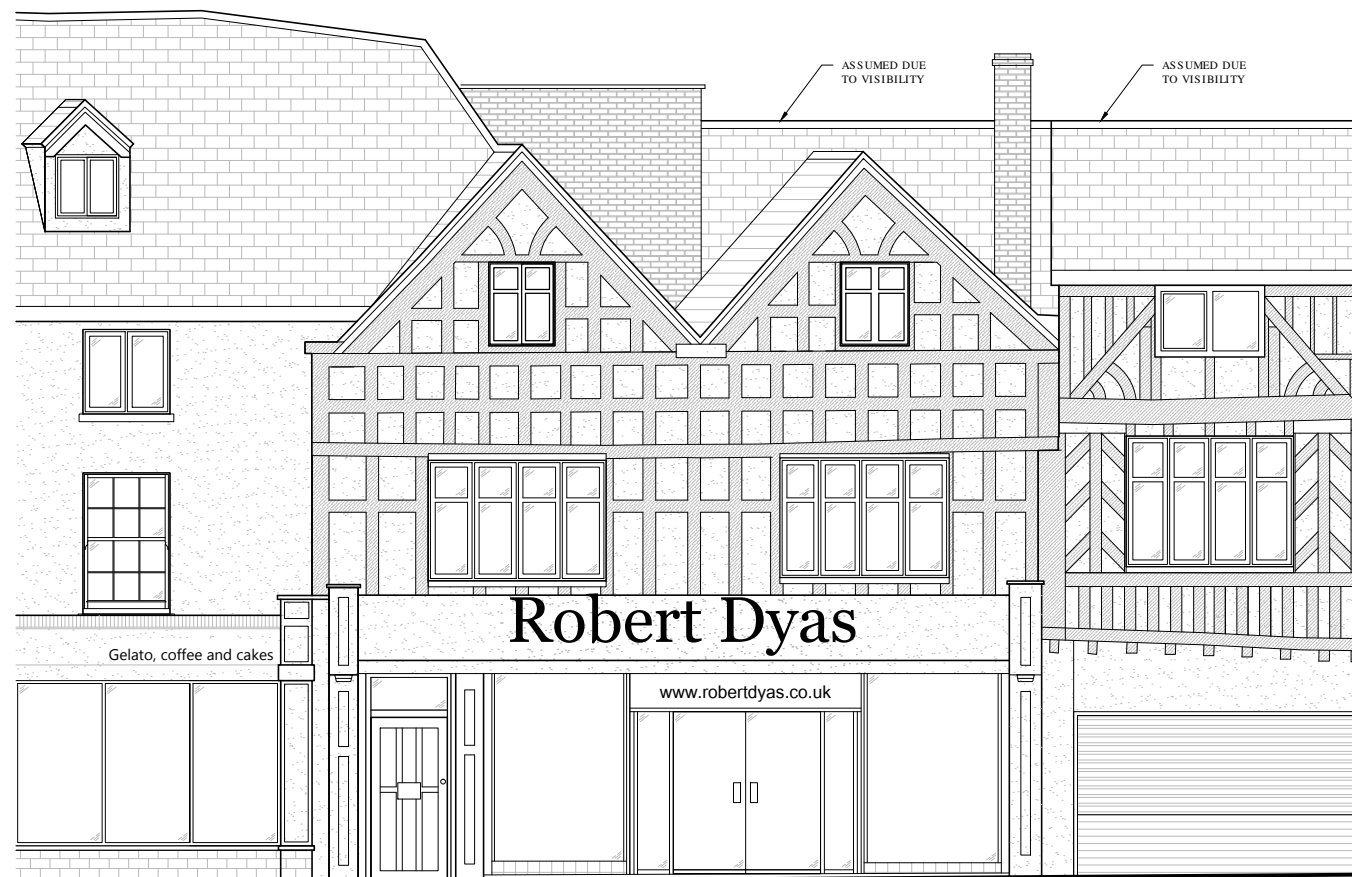 ASSUMED DUE
TO VISIBILITY
ASSUMED DUE
TO VISIBILITY
Robert Dyas
Gelato, coffee and cakes
www.robertdyas.co.uk